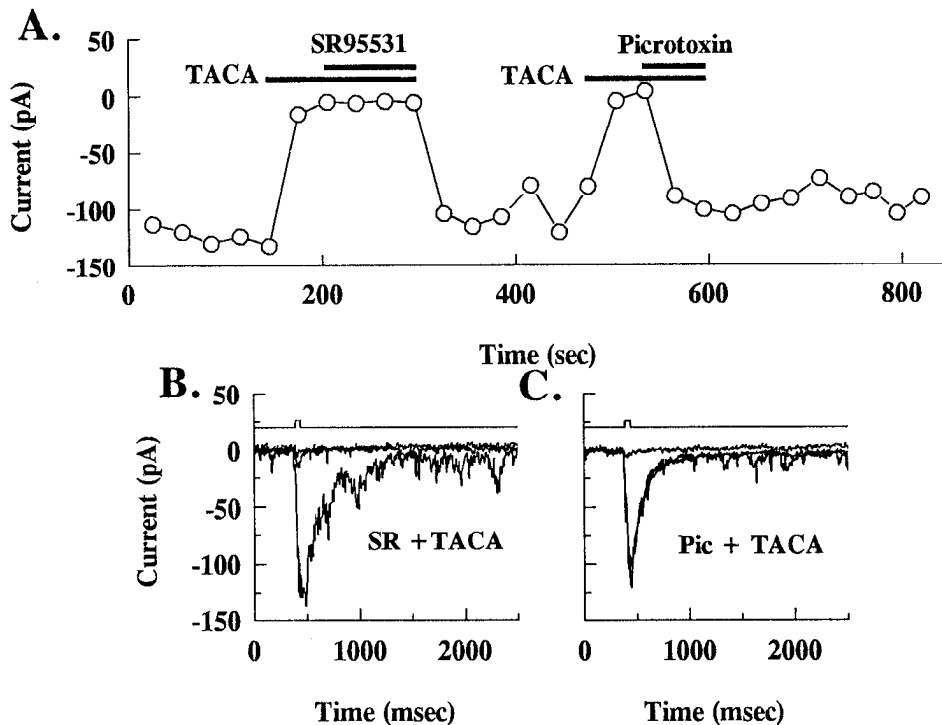 A.
50
0
-50
-100
-150
Current (pA)
TACA
SR95531
TACA
Picrotoxin
0
200
400
600
800
Time (sec)
B.
50
0
-50
-100
-150
Current (pA)
SR + TACA
0
1000
2000
Time (msec)
C.
Pic + TACA
0
1000
2000
Time (msec)